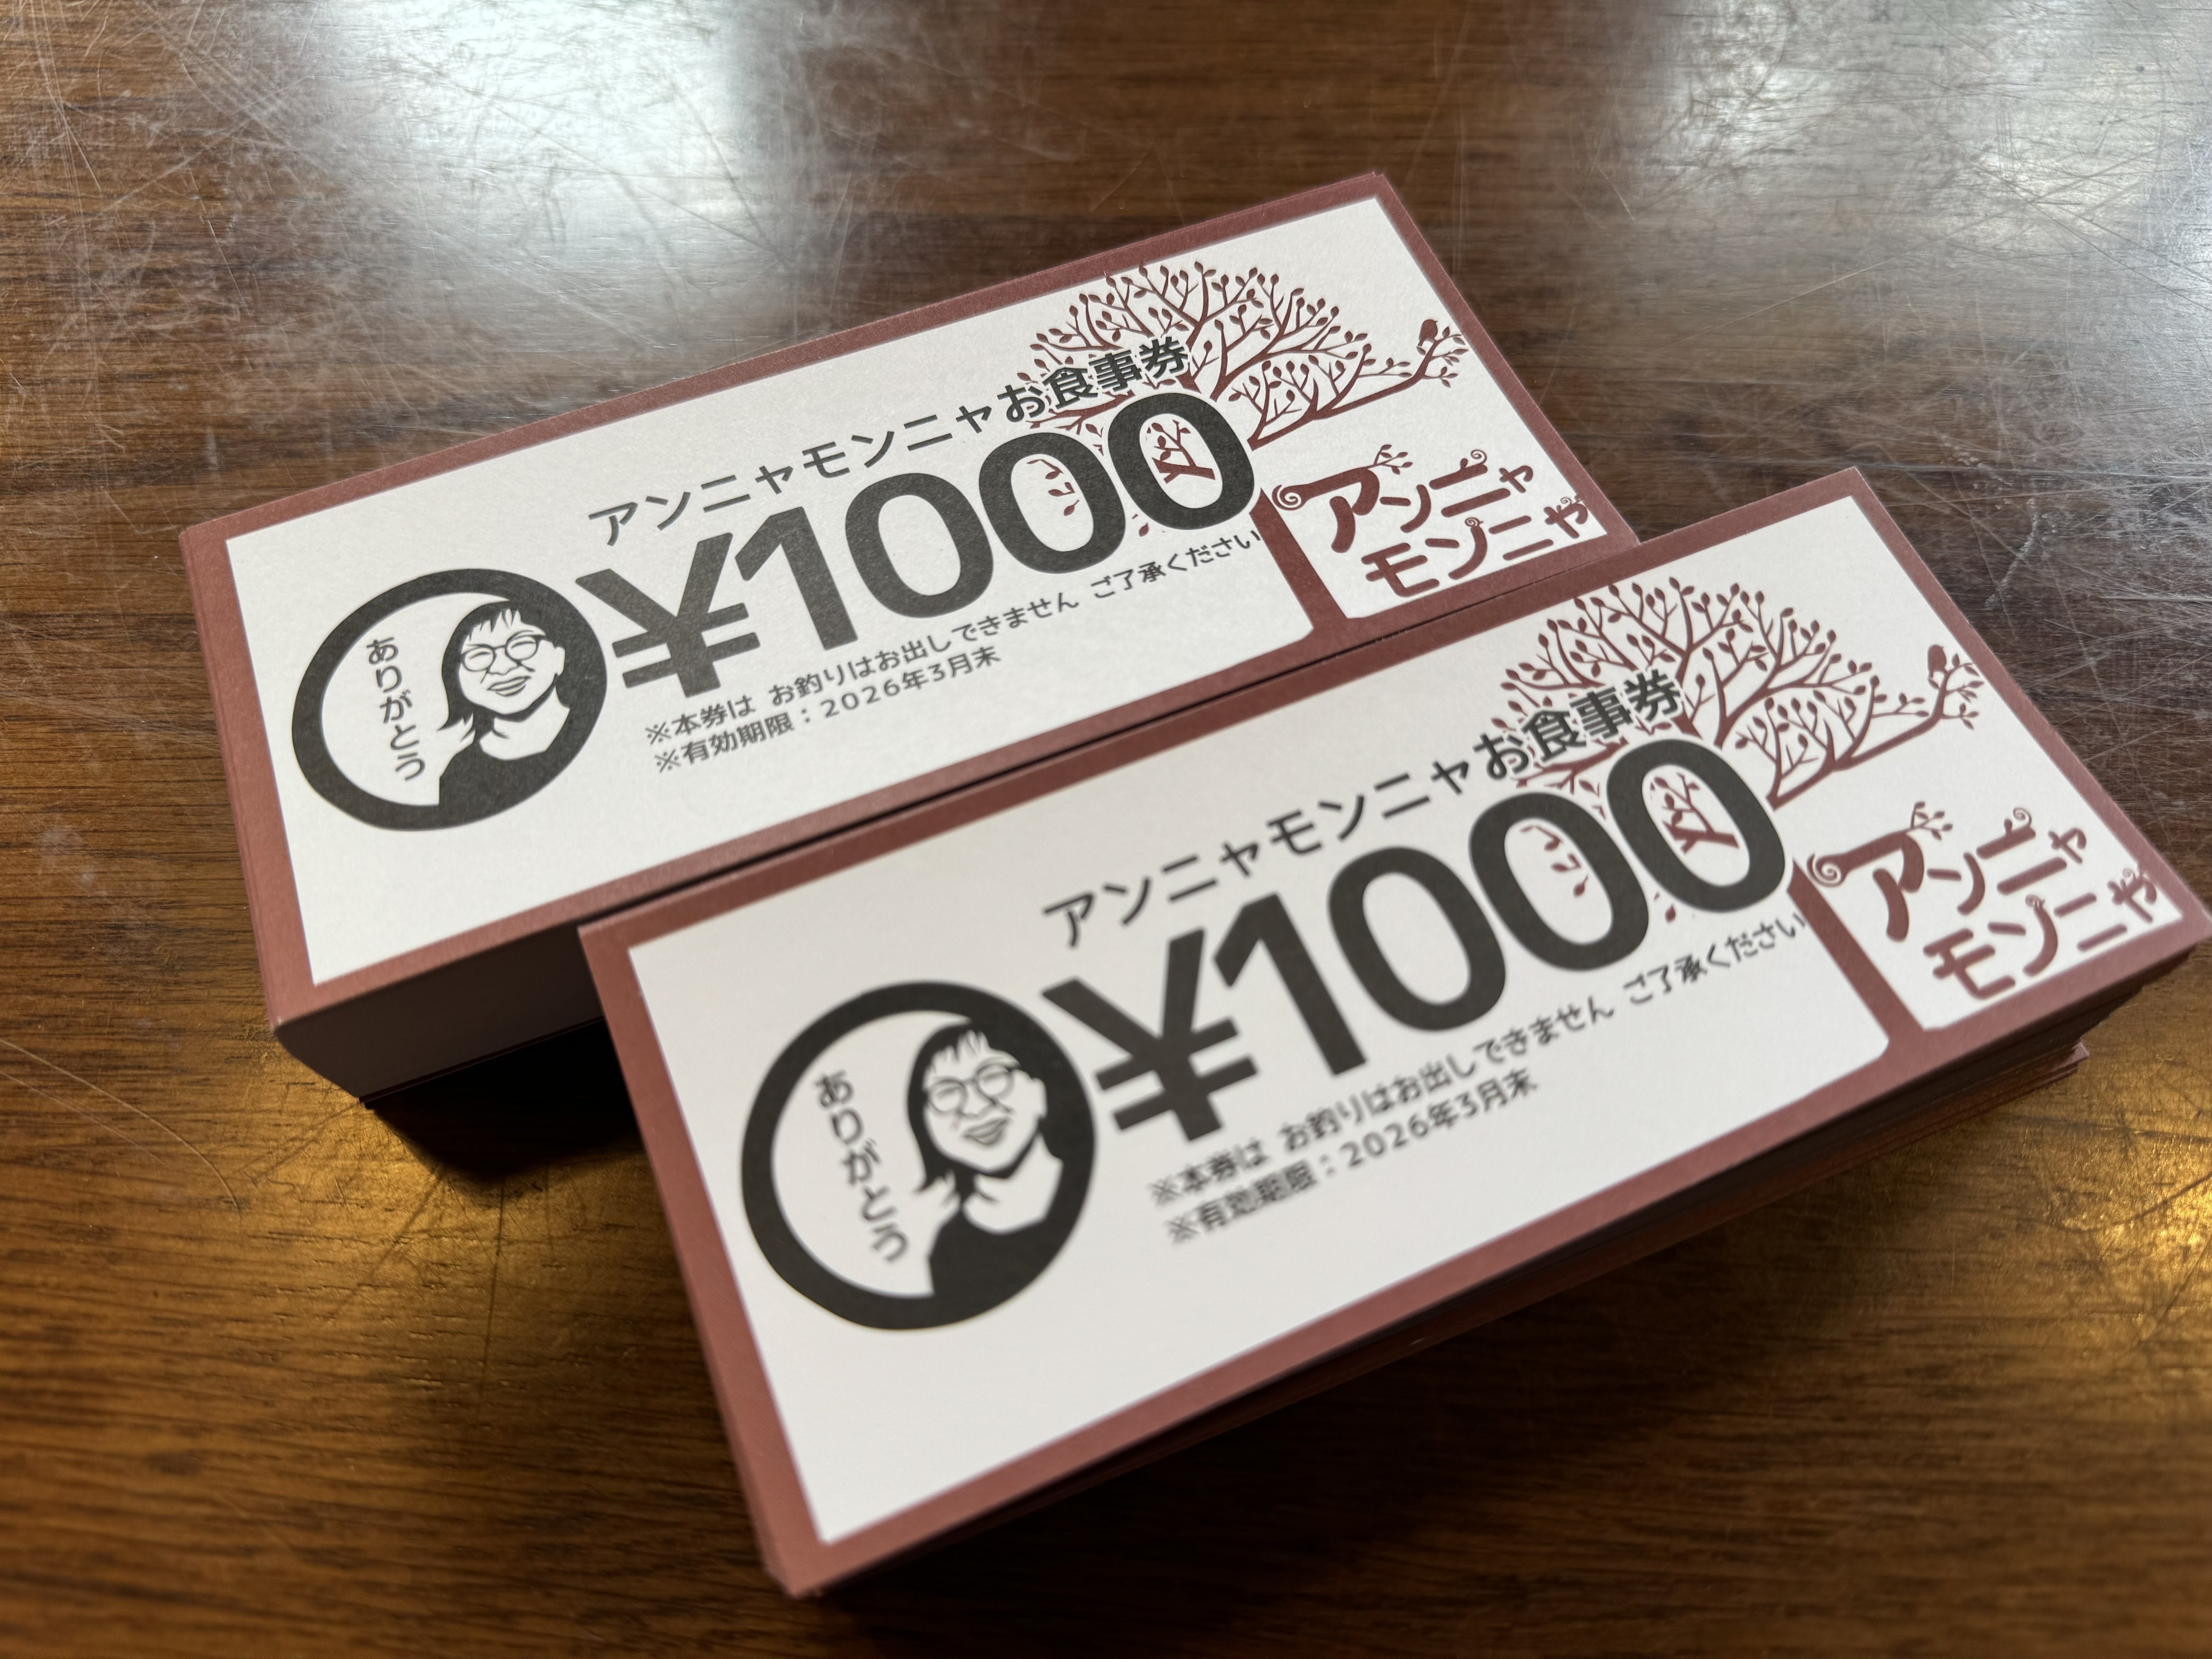 アンニャモンニャお食事券
¥1000
※本券は お釣りはお出しできません ご了承ください
※有効期限：2026年3月末
ありがとう
アンニャ
モンニャ
アンニャモンニャお食事券
¥1000
※本券は お釣りはお出しできません ご了承ください
※有効期限：2026年3月末
ありがとう
アンニャ
モンニャ